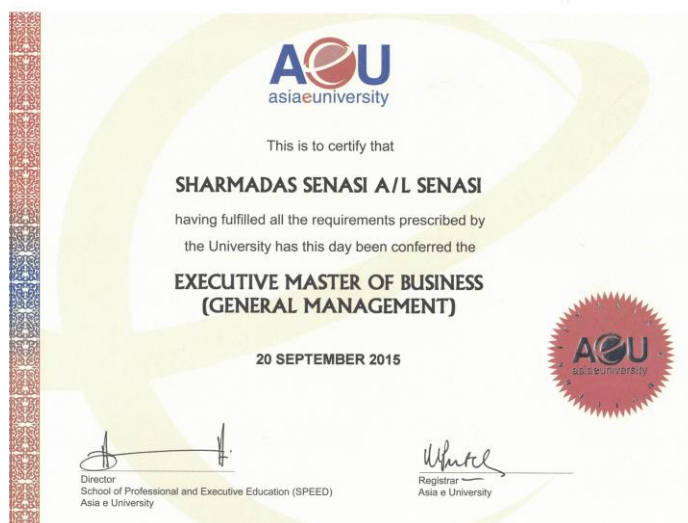 AeU
asiaeuniversity
This is to certify that
SHARMADAS SENASI A/L SENASI
having fulfilled all the requirements prescribed by
the University has this day been conferred the
EXECUTIVE MASTER OF BUSINESS
(GENERAL MANAGEMENT)
20 SEPTEMBER 2015
AeU
asiaeuniversity
Director
School of Professional and Executive Education (SPEED)
Asia e University
Registrar
Asia e University